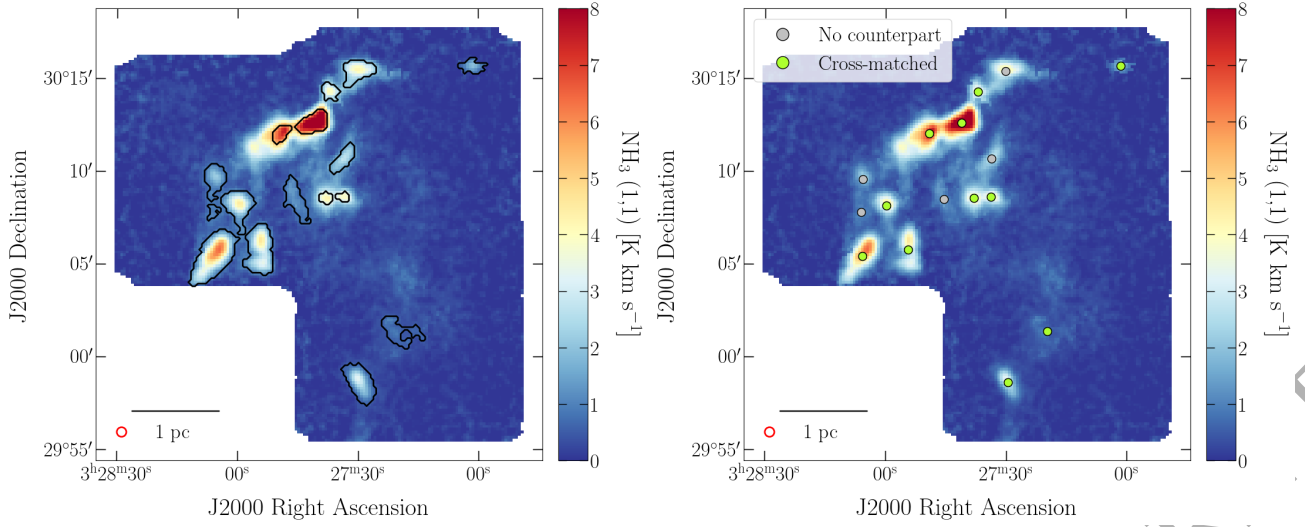 J2000 Declination
30°15′
10′
05′
00′
29°55′
1 pc
3ʰ28ᵐ30ˢ
00ˢ
27ᵐ30ˢ
00ˢ
J2000 Right Ascension
8
7
6
5
4
3
2
1
0
NH₃ (1,1) [K km s⁻¹]
No counterpart
Cross-matched
J2000 Declination
30°15′
10′
05′
00′
29°55′
1 pc
3ʰ28ᵐ30ˢ
00ˢ
27ᵐ30ˢ
00ˢ
J2000 Right Ascension
8
7
6
5
4
3
2
1
0
NH₃ (1,1) [K km s⁻¹]